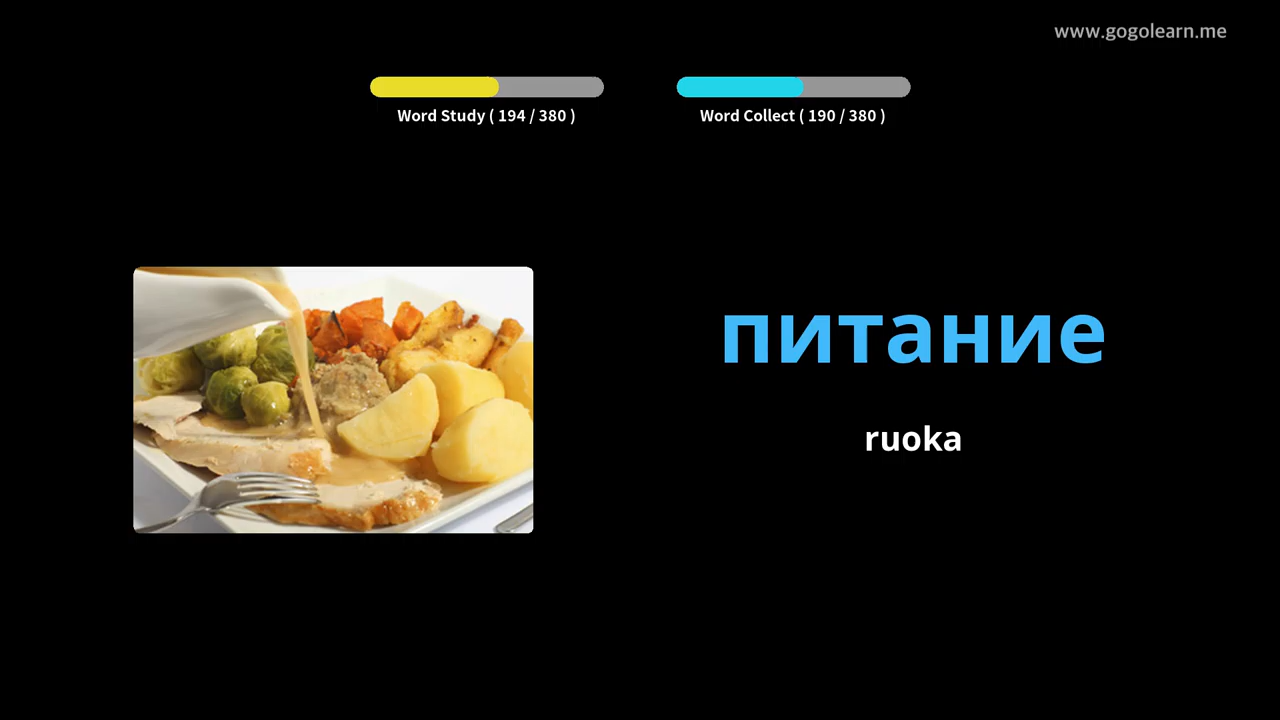 www.gogolearn.me
Word Study ( 194 / 380 )
Word Collect ( 190 / 380 )
питание
ruoka